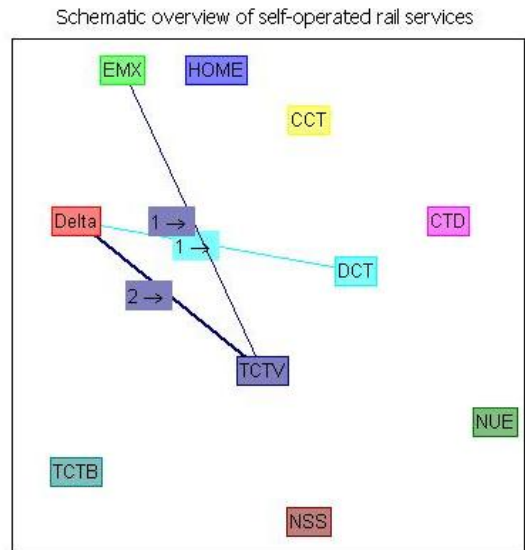 Schematic overview of self-operated rail services
EMX
HOME
CCT
Delta
1 →
CTD
1 →
DCT
2 →
TCTV
NUE
TCTB
NSS